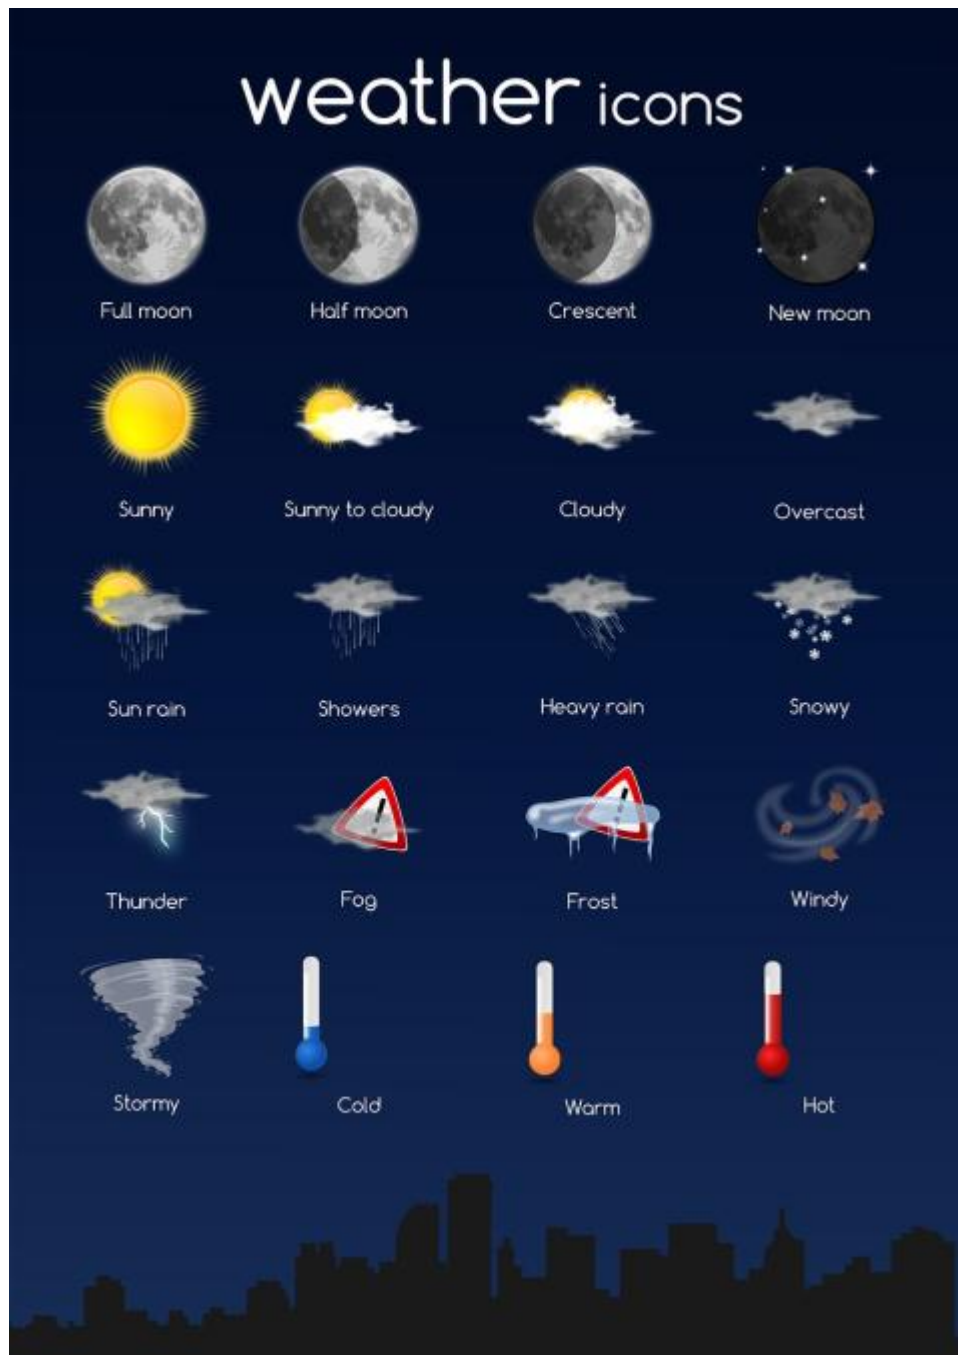 weather icons
Full moon
Half moon
Crescent
New moon
Sunny
Sunny to cloudy
Cloudy
Overcast
Sun rain
Showers
Heavy rain
Snowy
Thunder
Fog
Frost
Windy
Stormy
Cold
Warm
Hot